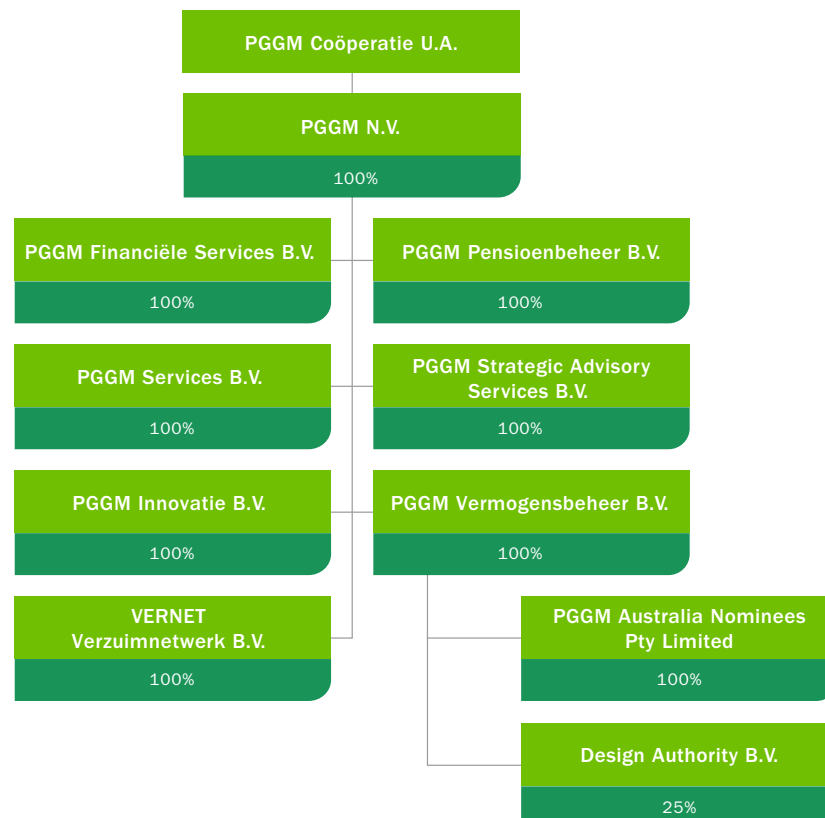 PGGM Coöperatie U.A.
PGGM N.V.
100%
PGGM Financiële Services B.V.
100%
PGGM Pensioenbeheer B.V.
100%
PGGM Services B.V.
100%
PGGM Strategic Advisory
Services B.V.
100%
PGGM Innovatie B.V.
100%
PGGM Vermogensbeheer B.V.
100%
VERNET
Verzuimnetwerk B.V.
100%
PGGM Australia Nominees
Pty Limited
100%
Design Authority B.V.
25%